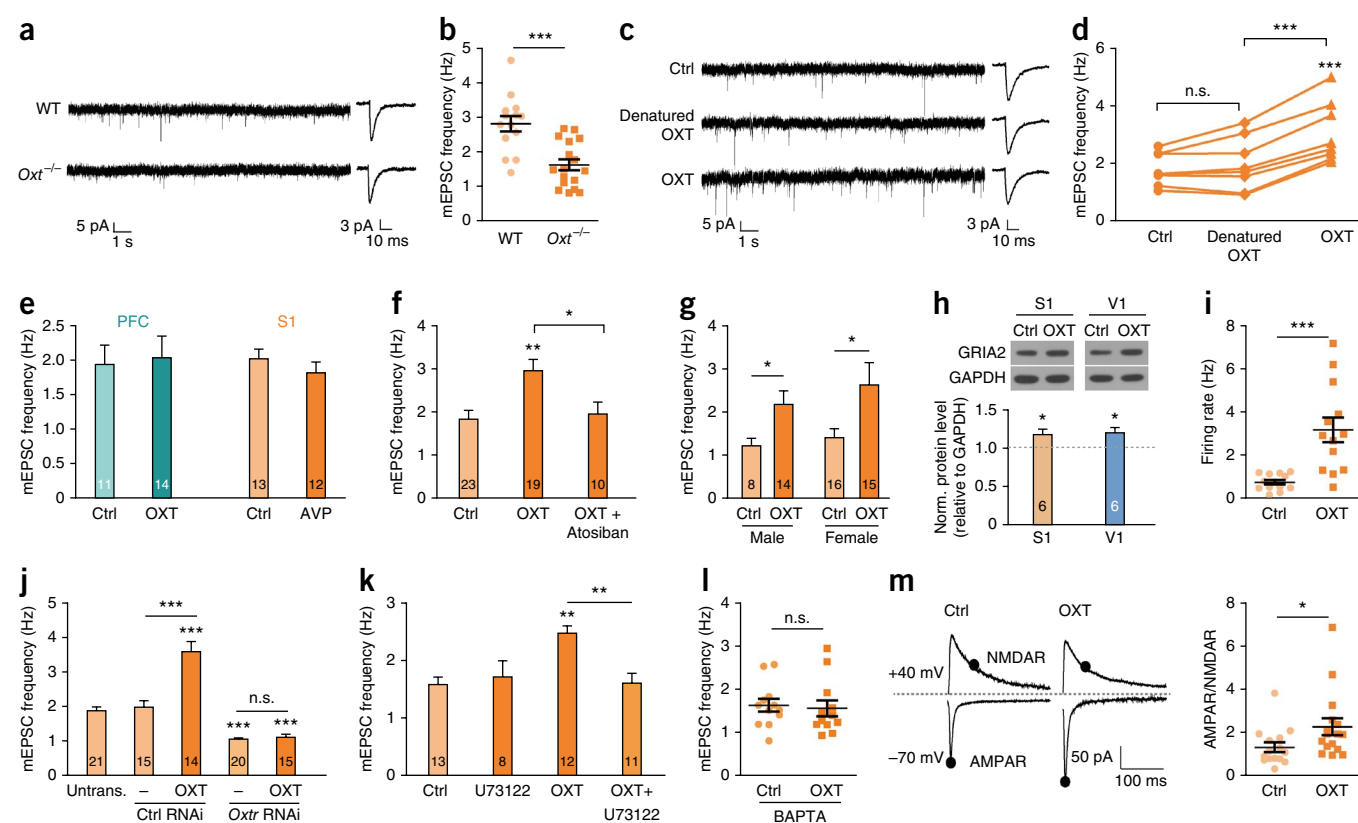 a
WT
Oxt–/–
5 pA
1 s
3 pA
10 ms
b
***
mEPSC frequency (Hz)
5
4
3
2
1
0
WT
Oxt–/–
c
Ctrl
Denatured
OXT
OXT
5 pA
1 s
3 pA
10 ms
d
***
***
n.s.
mEPSC frequency (Hz)
6
4
2
0
Ctrl
Denatured
OXT
OXT
e
PFC
S1
mEPSC frequency (Hz)
2.5
2.0
1.5
1.0
0.5
0
11
14
13
12
Ctrl
OXT
Ctrl
AVP
f
*
**
mEPSC frequency (Hz)
4
3
2
1
0
23
19
10
Ctrl
OXT
OXT +
Atosiban
g
*
*
mEPSC frequency (Hz)
4
3
2
1
0
8
14
16
15
Ctrl OXT
Ctrl OXT
Male
Female
h
S1
V1
Ctrl OXT
Ctrl OXT
GRIA2
GAPDH
Norm. protein level
(relative to GAPDH)
1.5
1.0
0.5
0
*
*
6
6
S1
V1
i
***
Firing rate (Hz)
8
6
4
2
0
Ctrl
OXT
j
***
***
n.s.
***
***
mEPSC frequency (Hz)
5
4
3
2
1
0
21
15
14
20
15
Untrans.
–
OXT
–
OXT
Ctrl RNAi
Oxtr RNAi
k
**
**
mEPSC frequency (Hz)
3
2
1
0
13
8
12
11
Ctrl
U73122
OXT
OXT+
U73122
l
n.s.
mEPSC frequency (Hz)
4
3
2
1
0
Ctrl
OXT
BAPTA
m
Ctrl
OXT
+40 mV
NMDAR
–70 mV
AMPAR
50 pA
100 ms
*
AMPAR/NMDAR
8
6
4
2
0
Ctrl
OXT